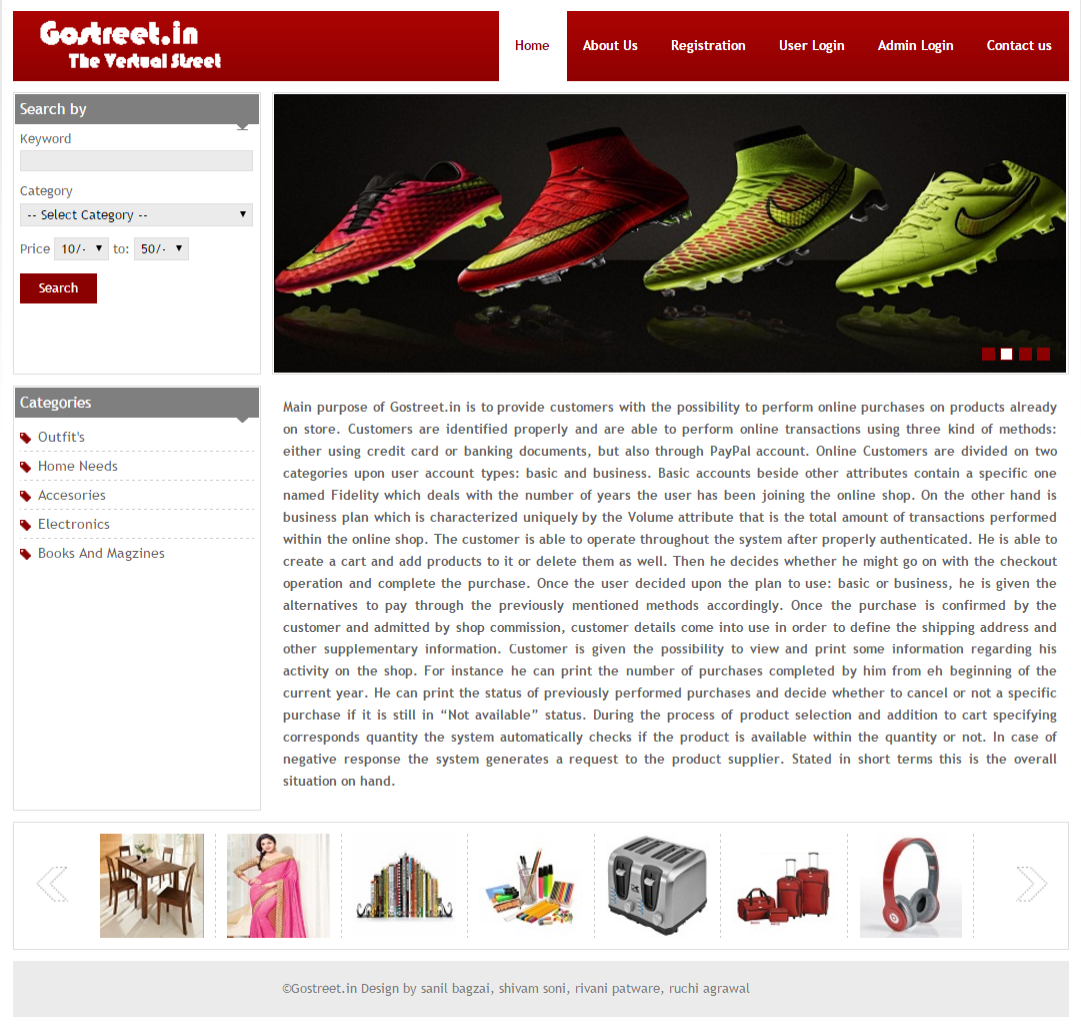 Gostreet.in
The Vertual Street
Home
About Us
Registration
User Login
Admin Login
Contact us
Search by
Keyword
Category
-- Select Category --
Price 10/- to: 50/-
Search
Categories
Outfit's
Home Needs
Accesories
Electronics
Books And Magzines
Main purpose of Gostreet.in is to provide customers with the possibility to perform online purchases on products already
on store. Customers are identified properly and are able to perform online transactions using three kind of methods:
either using credit card or banking documents, but also through PayPal account. Online Customers are divided on two
categories upon user account types: basic and business. Basic accounts beside other attributes contain a specific one
named Fidelity which deals with the number of years the user has been joining the online shop. On the other hand is
business plan which is characterized uniquely by the Volume attribute that is the total amount of transactions performed
within the online shop. The customer is able to operate throughout the system after properly authenticated. He is able to
create a cart and add products to it or delete them as well. Then he decides whether he might go on with the checkout
operation and complete the purchase. Once the user decided upon the plan to use: basic or business, he is given the
alternatives to pay through the previously mentioned methods accordingly. Once the purchase is confirmed by the
customer and admitted by shop commission, customer details come into use in order to define the shipping address and
other supplementary information. Customer is given the possibility to view and print some information regarding his
activity on the shop. For instance he can print the number of purchases completed by him from eh beginning of the
current year. He can print the status of previously performed purchases and decide whether to cancel or not a specific
purchase if it is still in “Not available” status. During the process of product selection and addition to cart specifying
corresponds quantity the system automatically checks if the product is available within the quantity or not. In case of
negative response the system generates a request to the product supplier. Stated in short terms this is the overall
situation on hand.
©Gostreet.in Design by sanil bagzai, shivam soni, rivani patware, ruchi agrawal